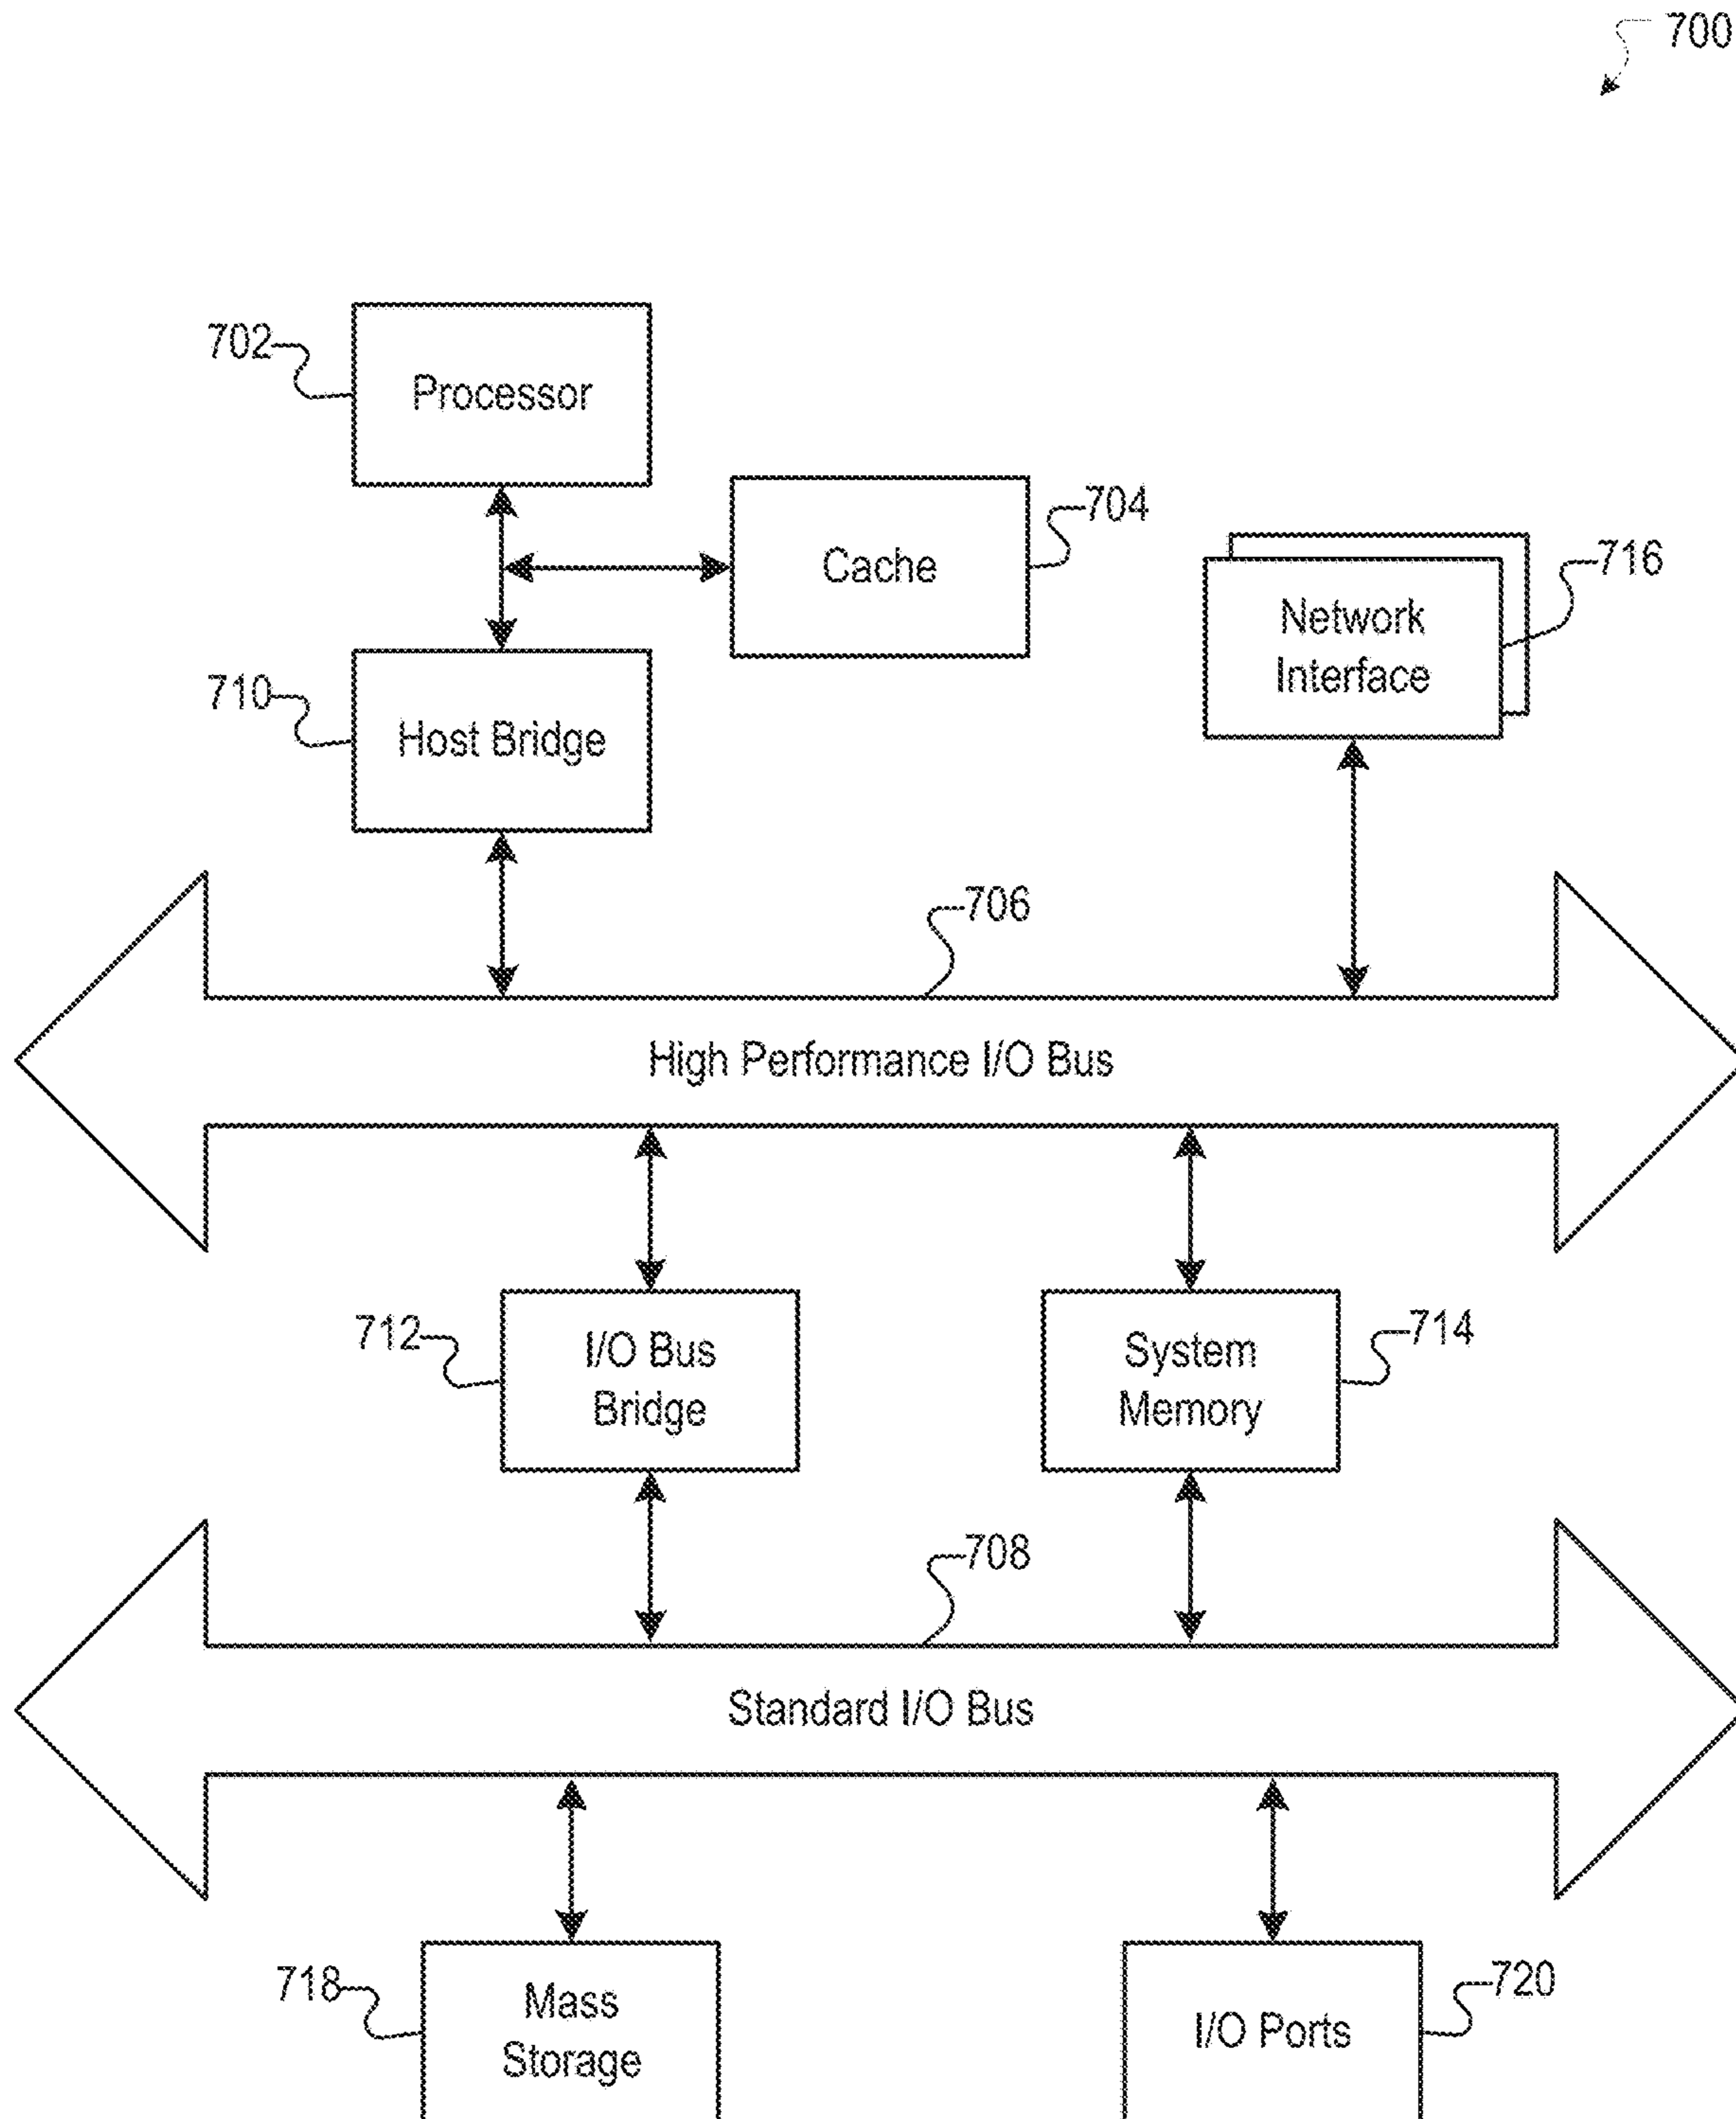 700
702
Processor
704
Cache
716
Network
Interface
710
Host Bridge
706
High Performance I/O Bus
712
I/O Bus
Bridge
System
Memory
714
708
Standard I/O Bus
718
Mass
Storage
I/O Ports
720